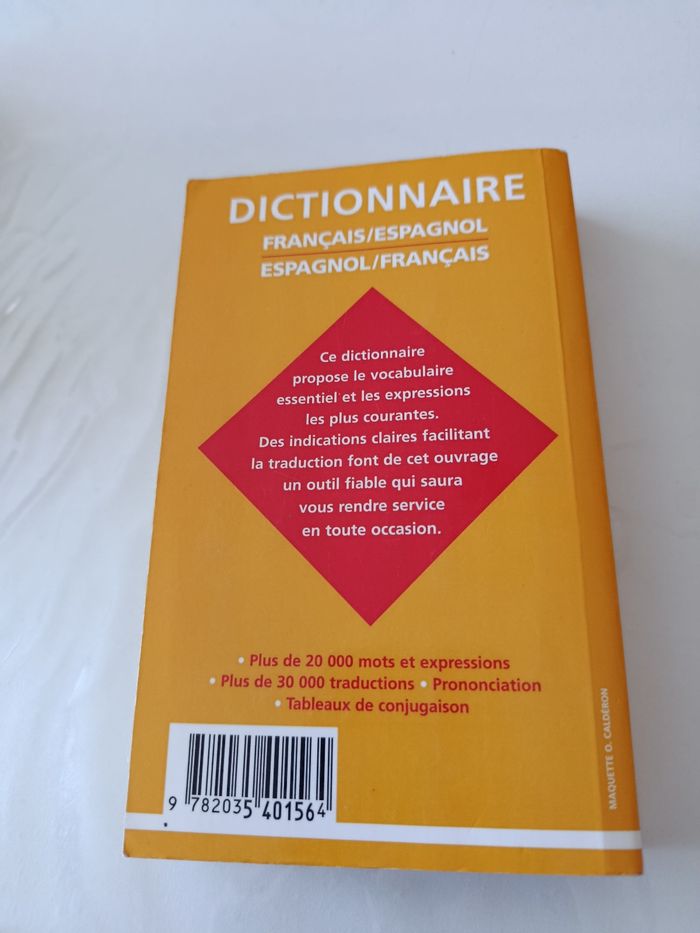 DICTIONNAIRE
FRANÇAIS/ESPAGNOL
ESPAGNOL/FRANÇAIS
Ce dictionnaire
propose le vocabulaire
essentiel et les expressions
les plus courantes.
Des indications claires facilitant
la traduction font de cet ouvrage
un outil fiable qui saura
vous rendre service
en toute occasion.
• Plus de 20 000 mots et expressions
• Plus de 30 000 traductions • Prononciation
• Tableaux de conjugaison
9 782035 401564
MAQUETTE O. CALDÉRON